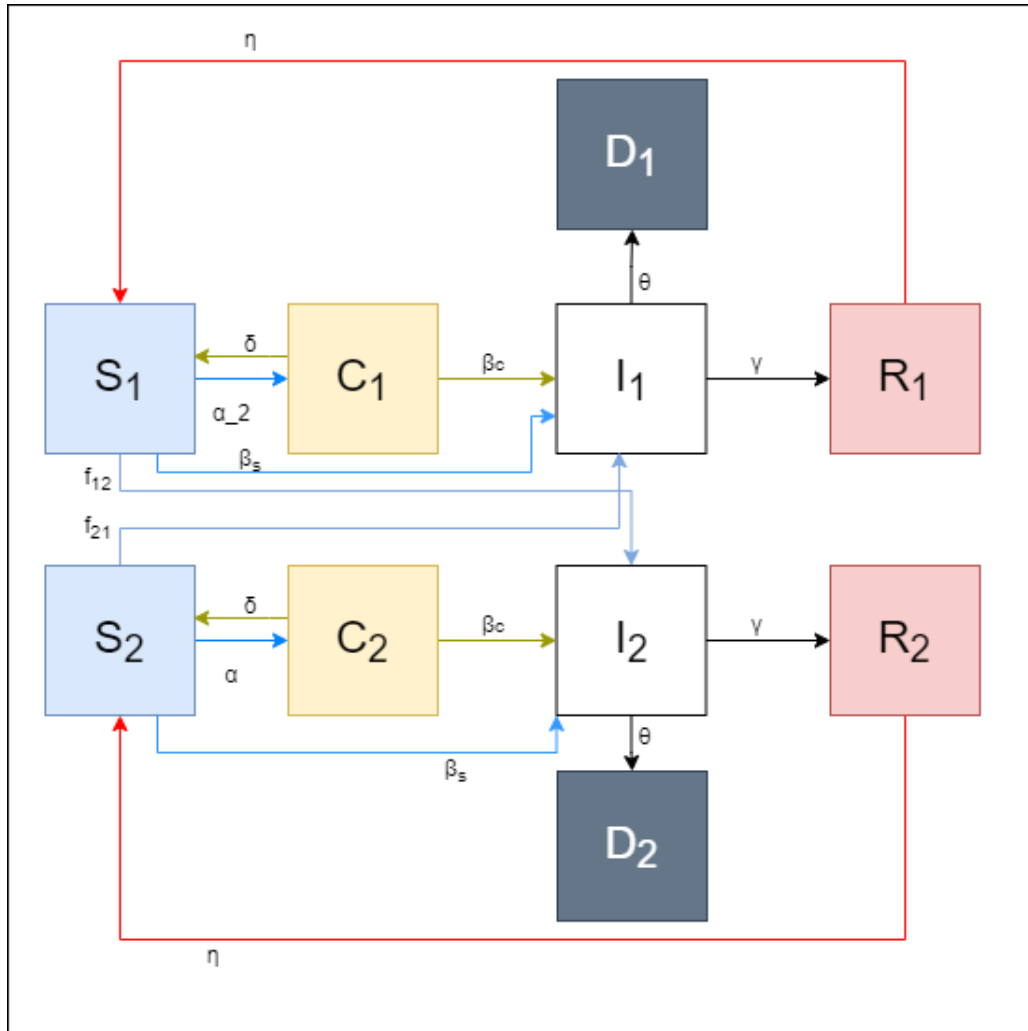 η
D₁
θ
S₁
δ
α_2
C₁
βc
I₁
γ
R₁
βₛ
f₁₂
f₂₁
S₂
δ
α
C₂
βc
I₂
γ
R₂
θ
βₛ
D₂
η